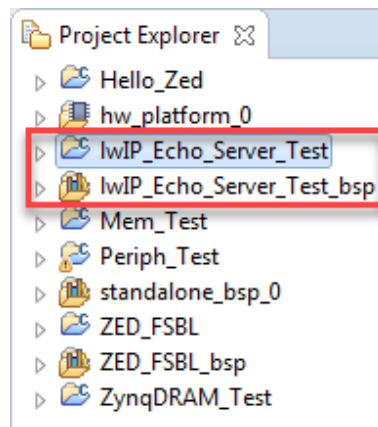 Project Explorer
Hello_Zed
hw_platform_0
lwIP_Echo_Server_Test
lwIP_Echo_Server_Test_bsp
Mem_Test
Periph_Test
standalone_bsp_0
ZED_FSBL
ZED_FSBL_bsp
ZynqDRAM_Test